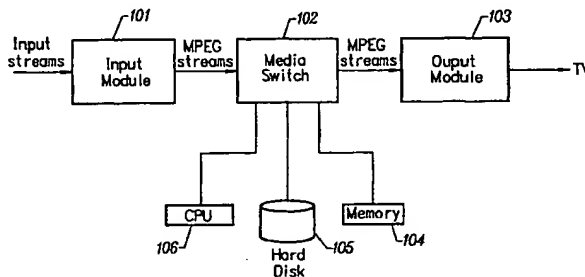 101
102
103
Input
streams
Input
Module
MPEG
streams
Media
Switch
MPEG
streams
Ouput
Module
TV
CPU
106
Hard
Disk
105
Memory
104